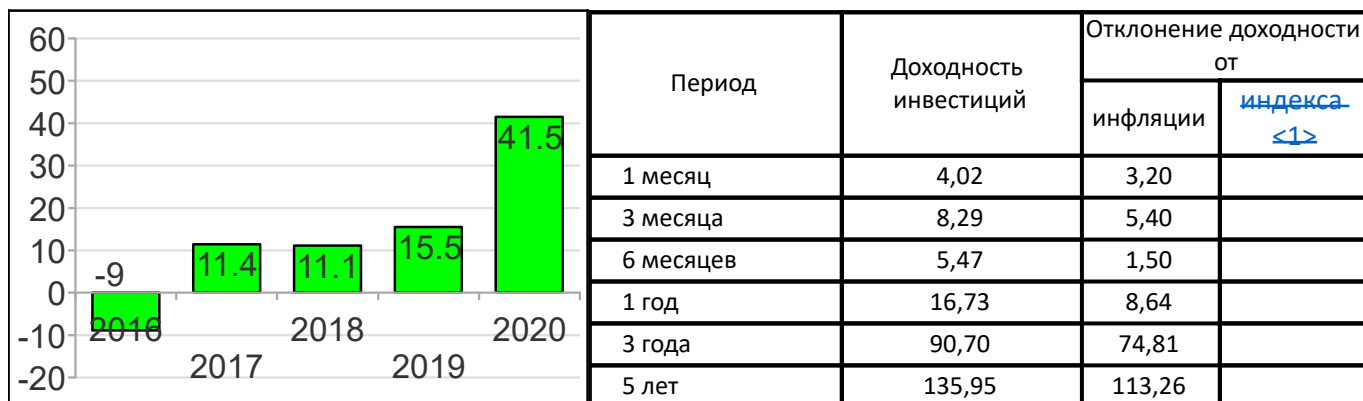 60
50
40
30
20
10
0
-10
-20
-9
11.4
11.1
15.5
41.5
2016
2017
2018
2019
2020
Период
Доходность
инвестиций
Отклонение доходности
от
инфляции
индекса
<1>
1 месяц 4,02 3,20
3 месяца 8,29 5,40
6 месяцев 5,47 1,50
1 год 16,73 8,64
3 года 90,70 74,81
5 лет 135,95 113,26